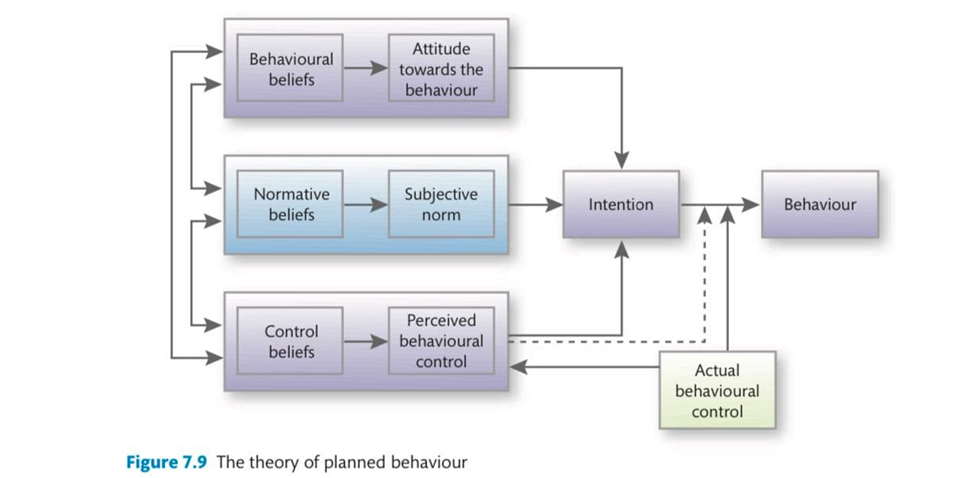 Behavioural
beliefs
Attitude
towards the
behaviour
Normative
beliefs
Subjective
norm
Intention
Behaviour
Control
beliefs
Perceived
behavioural
control
Actual
behavioural
control
Figure 7.9 The theory of planned behaviour